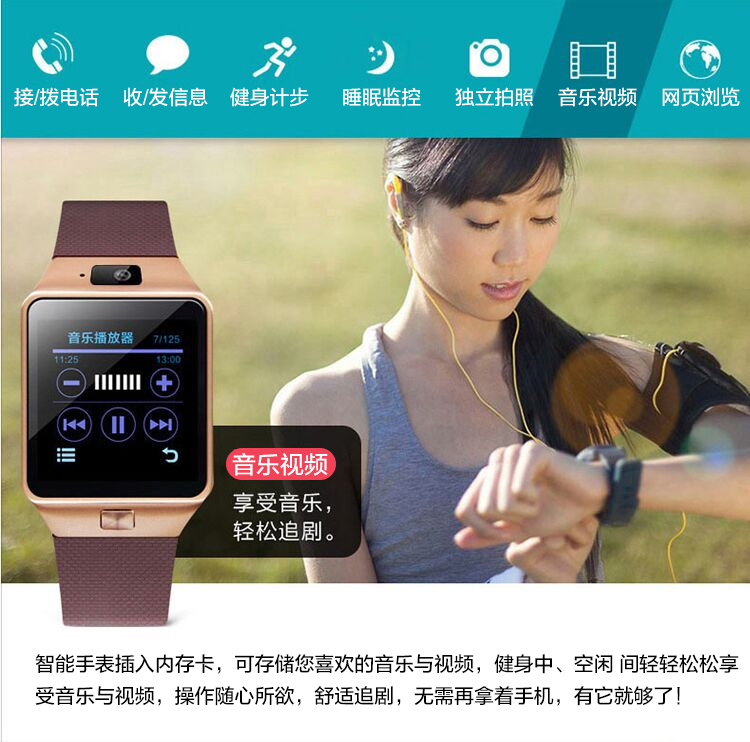 接/拨电话 收/发信息 健身计步 睡眠监控 独立拍照 音乐视频 网页浏览
音乐播放器 7/125
11:25 13:00
音乐视频
享受音乐，
轻松追剧。
智能手表插入内存卡，可存储您喜欢的音乐与视频，健身中、空闲 间轻轻松松享
受音乐与视频，操作随心所欲，舒适追剧，无需再拿着手机，有它就够了！